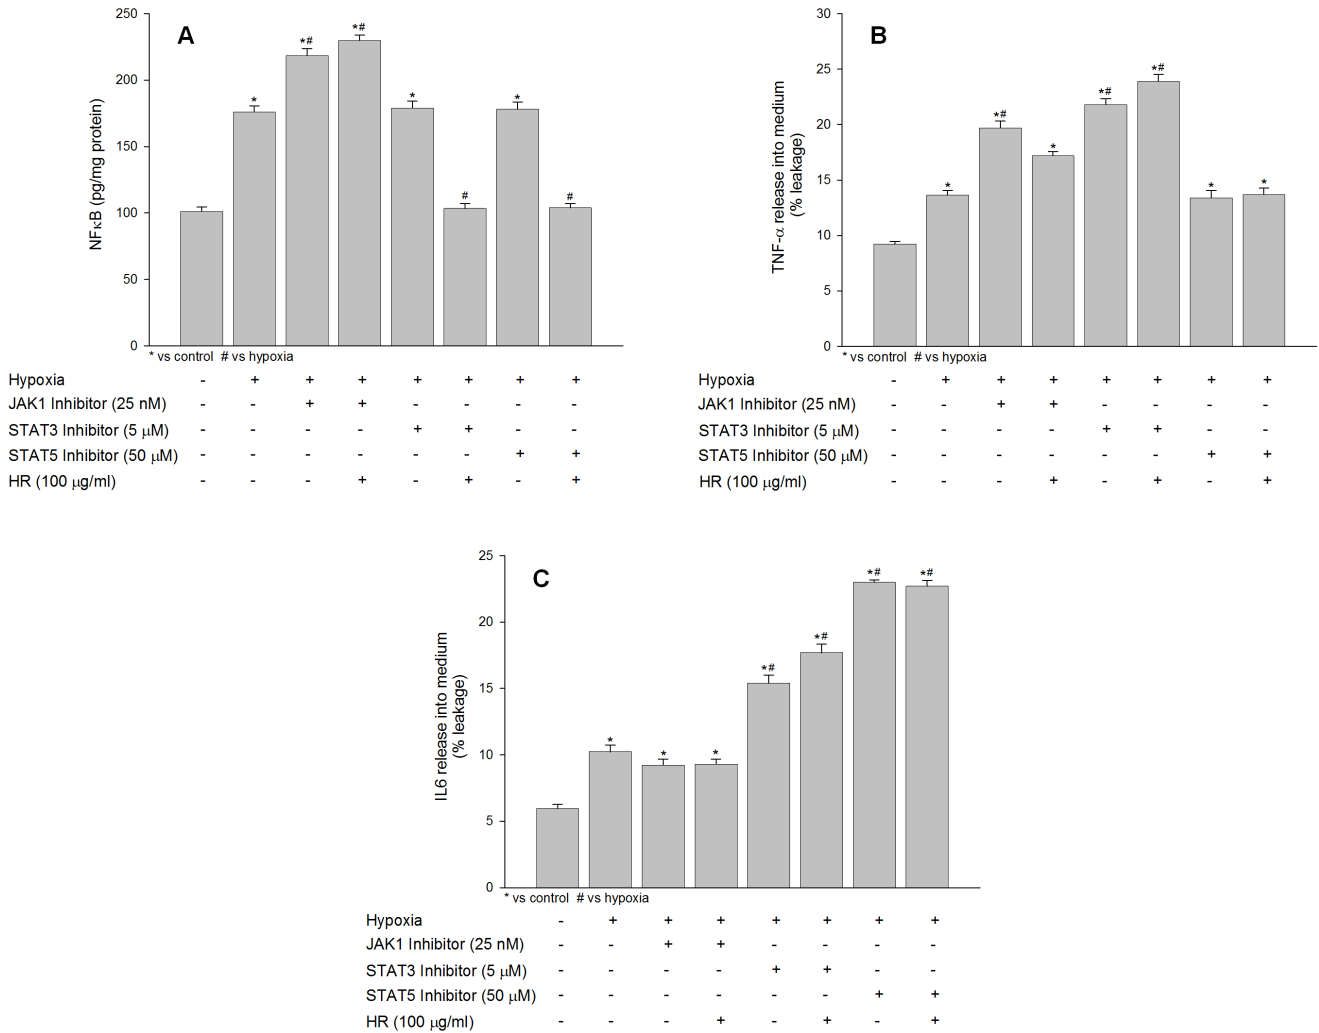 A
250
200
150
100
50
0
NFκB (pg/mg protein)
*
*#
*#
*
#
*
#
* vs control # vs hypoxia
Hypoxia - + + + + + + +
JAK1 Inhibitor (25 nM) - - + + - - - -
STAT3 Inhibitor (5 μM) - - - - + + - -
STAT5 Inhibitor (50 μM) - - - - - - + +
HR (100 μg/ml) - - - + - + - +
B
30
25
20
15
10
5
0
TNF-α release into medium
(% leakage)
*
*#
*
*#
*#
*
*
* vs control # vs hypoxia
Hypoxia - + + + + + + +
JAK1 Inhibitor (25 nM) - - + + - - - -
STAT3 Inhibitor (5 μM) - - - - + + - -
STAT5 Inhibitor (50 μM) - - - - - - + +
HR (100 μg/ml) - - - + - + - +
C
25
20
15
10
5
0
IL6 release into medium
(% leakage)
*
*
*
*#
*#
*#
*#
* vs control # vs hypoxia
Hypoxia - + + + + + + +
JAK1 Inhibitor (25 nM) - - + + - - - -
STAT3 Inhibitor (5 μM) - - - - + + - -
STAT5 Inhibitor (50 μM) - - - - - - + +
HR (100 μg/ml) - - - + - + - +